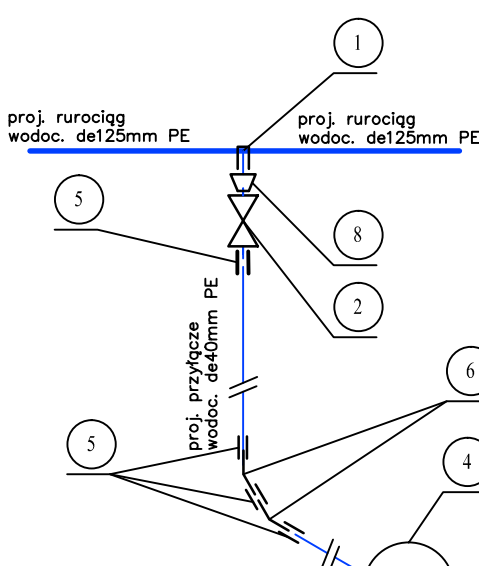 1
proj. rurociąg
wodoc. de125mm PE
proj. rurociąg
wodoc. de125mm PE
5
8
2
proj. przyłącze
wodoc. de40mm PE
6
5
4